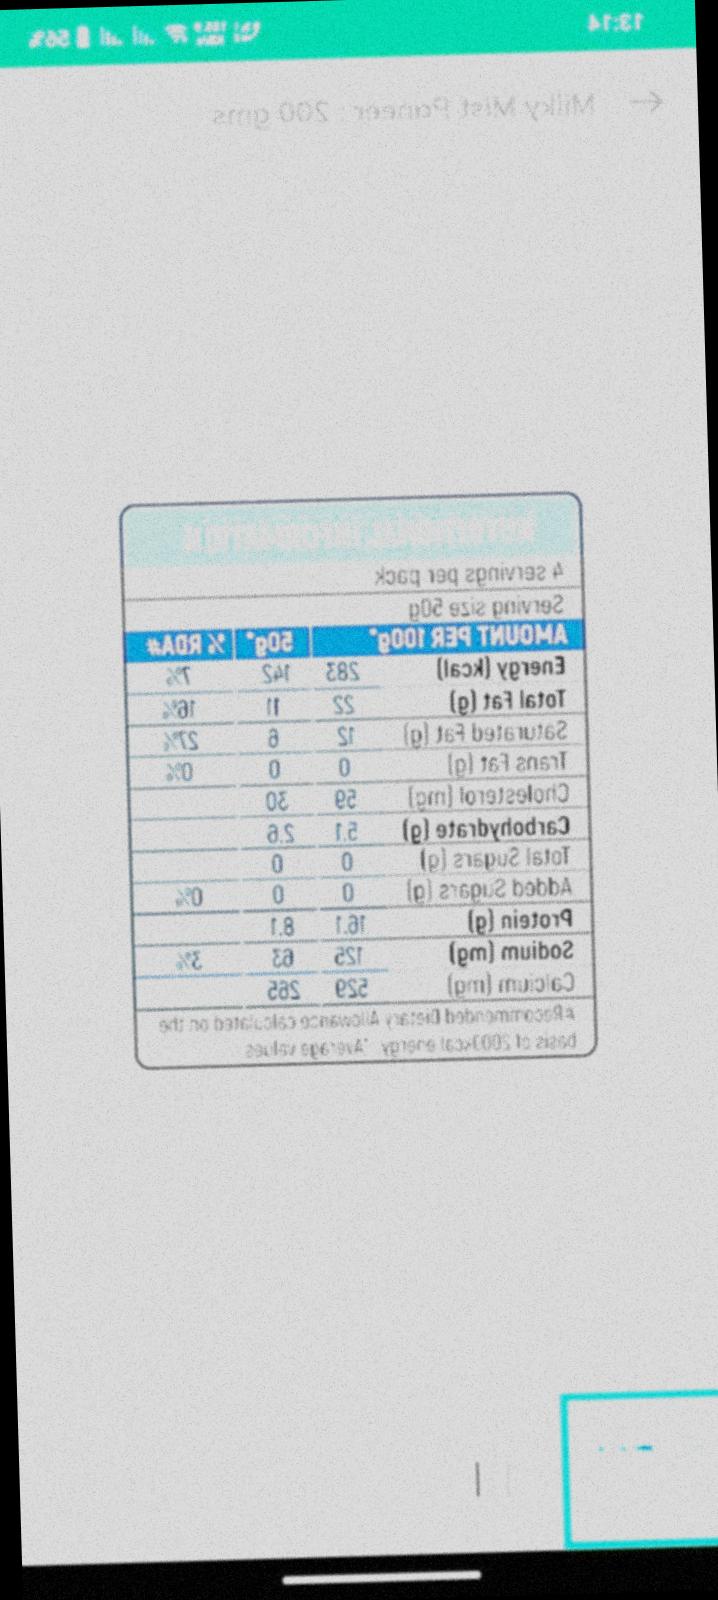 13:14
56%
Milky Mist Paneer : 200 gms
NUTRITIONAL INFORMATION
4 servings per pack
Serving size 50g
AMOUNT PER 100g* 50g* % RDA#
Energy (kcal) 283 142 7%
Total Fat (g) 22 11 16%
Saturated Fat (g) 12 6 27%
Trans Fat (g) 0 0 0%
Cholesterol (mg) 59 30
Carbohydrate (g) 5.1 2.6
Total Sugars (g) 0 0
Added Sugars (g) 0 0 0%
Protein (g) 16.1 8.1
Sodium (mg) 125 63 3%
Calcium (mg) 529 265
#Recommended Dietary Allowance calculated on the
basis of 2000kcal energy *Average values